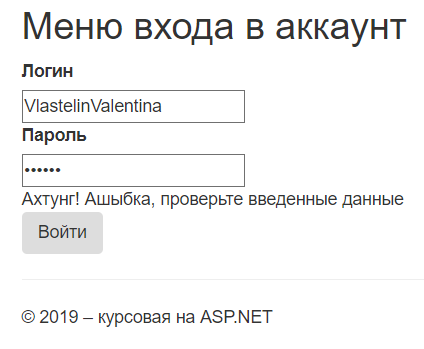 Меню входа в аккаунт
Логин
VlastelinValentina
Пароль
••••••
Ахтунг! Ашыбка, проверьте введенные данные
Войти
© 2019 – курсовая на ASP.NET